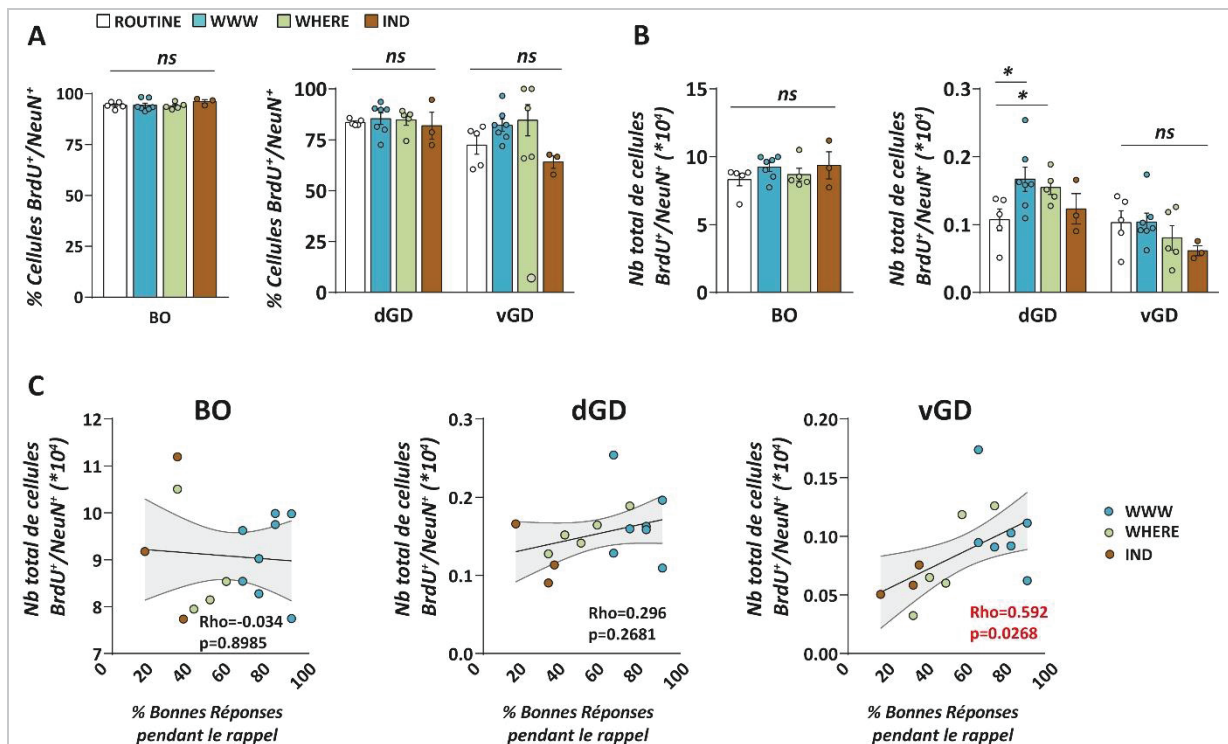 ROUTINE WWW WHERE IND
A
ns
% Cellules BrdU⁺/NeuN⁺
100
75
50
25
0
BO
ns
ns
% Cellules BrdU⁺/NeuN⁺
100
75
50
25
0
dGD
vGD
B
ns
Nb total de cellules
BrdU⁺/NeuN⁺ (*10⁴)
15
10
5
0
BO
*
*
ns
Nb total de cellules
BrdU⁺/NeuN⁺ (*10⁴)
0.3
0.2
0.1
0.0
dGD
vGD
C
BO
Nb total de cellules
BrdU⁺/NeuN⁺ (*10⁴)
12
11
10
9
8
7
Rho=-0.034
p=0.8985
20 40 60 80 100
% Bonnes Réponses
pendant le rappel
dGD
Nb total de cellules
BrdU⁺/NeuN⁺ (*10⁴)
0.3
0.2
0.1
0.0
Rho=0.296
p=0.2681
0 20 40 60 80 100
% Bonnes Réponses
pendant le rappel
vGD
Nb total de cellules
BrdU⁺/NeuN⁺ (*10⁴)
0.20
0.15
0.10
0.05
0.00
Rho=0.592
p=0.0268
0 20 40 60 80 100
% Bonnes Réponses
pendant le rappel
WWW
WHERE
IND